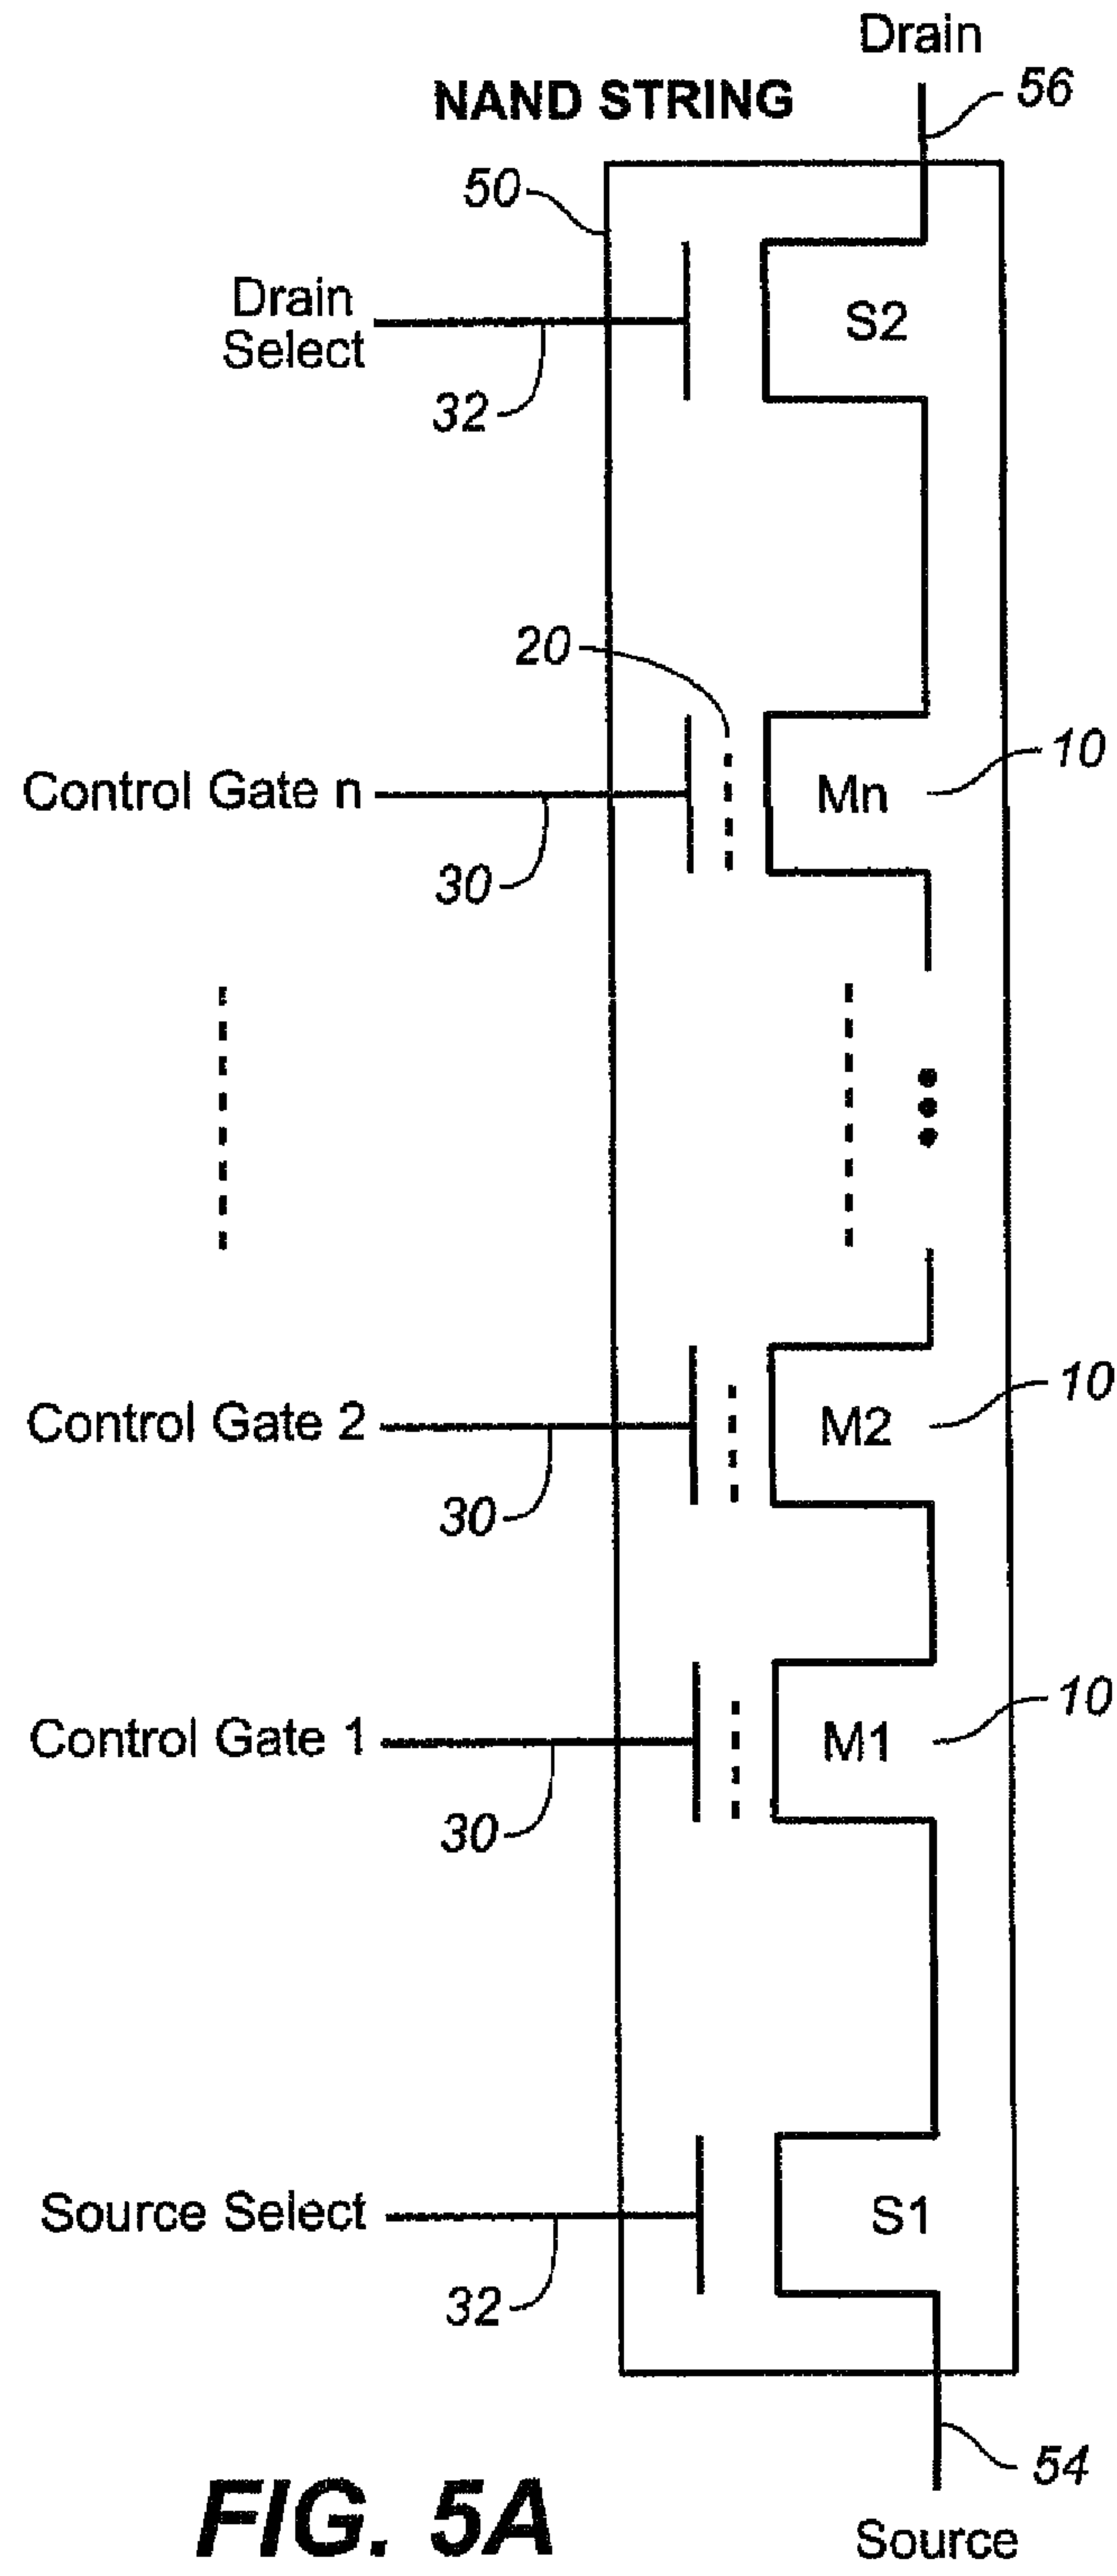 Drain
NAND STRING
56
50
Drain
Select
S2
32
20
Control Gate n
Mn
10
30
10
Control Gate 2
M2
30
10
Control Gate 1
M1
30
Source Select
S1
32
54
FIG. 5A
Source